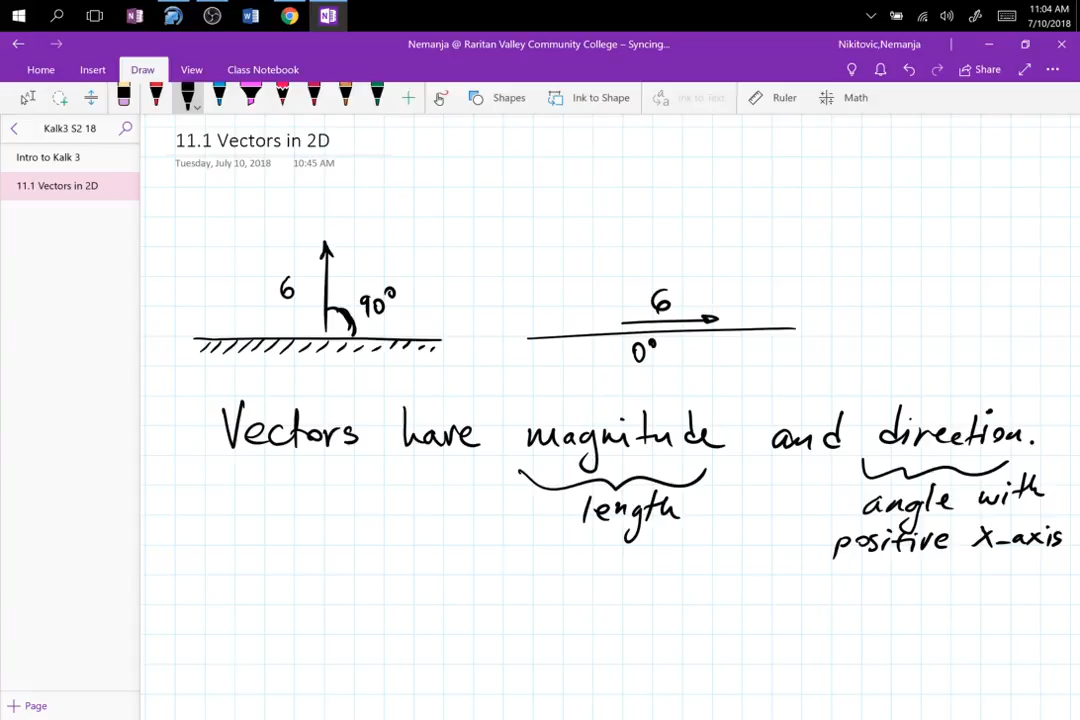 11:04 AM
7/10/2018
Nemanja @ Raritan Valley Community College – Syncing...
Nikitovic,Nemanja
Home Insert Draw View Class Notebook
Share
Shapes Ink to Shape Ink to Text Ruler Math
Kalk3 S2 18
Intro to Kalk 3
11.1 Vectors in 2D
11.1 Vectors in 2D
Tuesday, July 10, 2018 10:45 AM
6 90°
6
0°
Vectors have magnitude and direction.
length
angle with
positive x-axis
Page